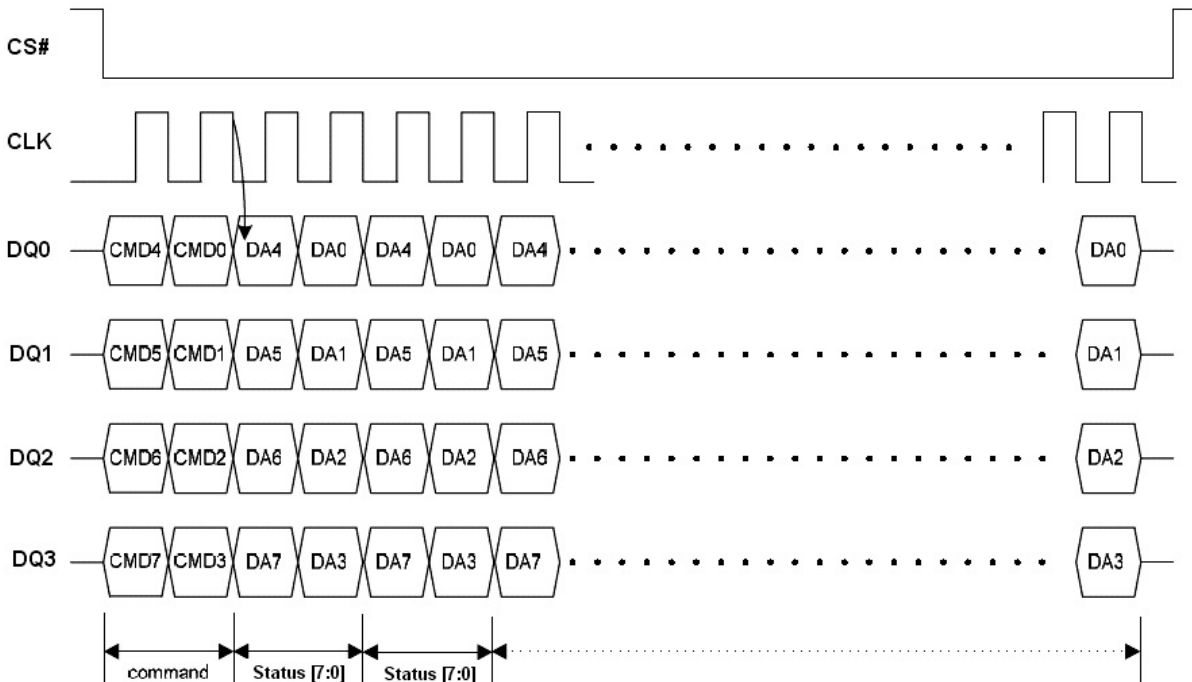 CS#
CLK
DQ0 CMD4 CMD0 DA4 DA0 DA4 DA0 DA4 DA0
DQ1 CMD5 CMD1 DA5 DA1 DA5 DA1 DA5 DA1
DQ2 CMD6 CMD2 DA6 DA2 DA6 DA2 DA6 DA2
DQ3 CMD7 CMD3 DA7 DA3 DA7 DA3 DA7 DA3
command Status [7:0] Status [7:0]